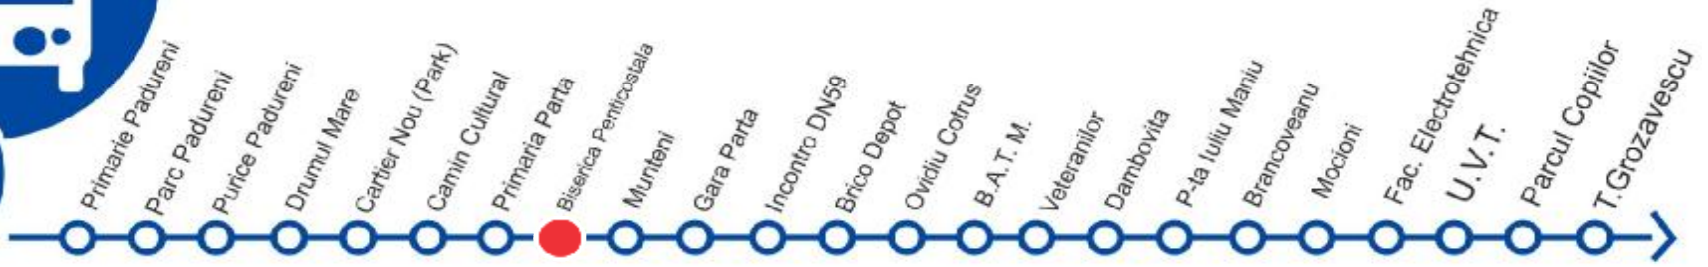 Primarie Padureni
Parc Padureni
Purice Padureni
Drumul Mare
Cartier Nou (Park)
Camin Cultural
Primaria Parta
Biserica Penticostala
Munteni
Gara Parta
Incontro DN59
Brico Depot
Ovidiu Cotrus
B.A.T. M.
Veteranilor
Dambovita
P-ta Iuliu Maniu
Brancoveanu
Mocioni
Fac. Electrotehnica
U.V.T.
Parcul Copiilor
T.Grozavescu